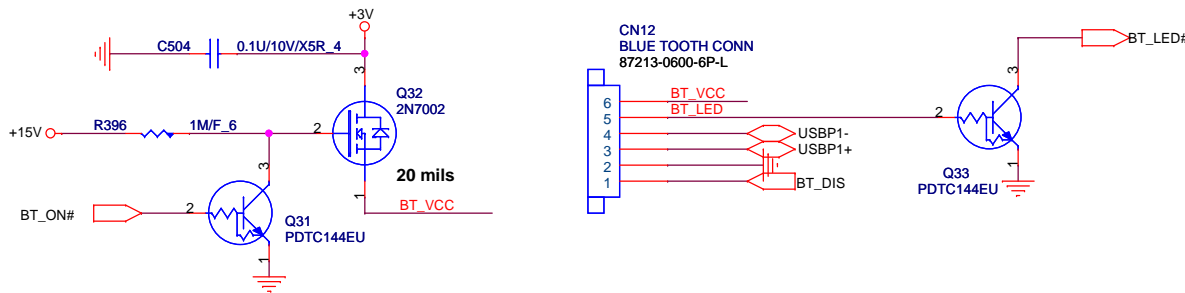 +3V
C504 0.1U/10V/X5R_4
3
Q32
2N7002
+15V R396 1M/F_6 2
20 mils
3
1
BT_VCC
BT_ON# 2
Q31
PDTC144EU
1
CN12
BLUE TOOTH CONN
87213-0600-6P-L
6 BT_VCC
5 BT_LED 2
4 USBP1-
3 USBP1+
2
1 BT_DIS
BT_LED#
3
1
Q33
PDTC144EU